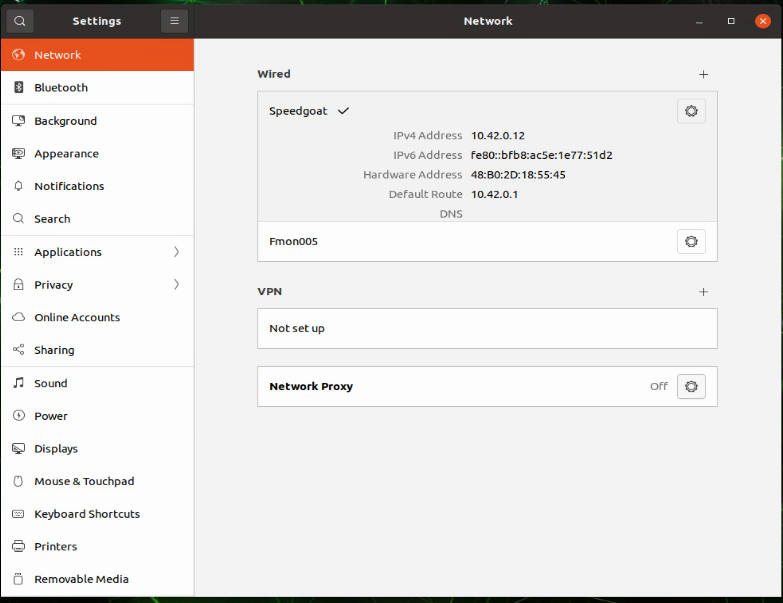 Settings
Network
Network
Bluetooth
Background
Appearance
Notifications
Search
Applications
Privacy
Online Accounts
Sharing
Sound
Power
Displays
Mouse & Touchpad
Keyboard Shortcuts
Printers
Removable Media
Wired
Speedgoat
IPv4 Address 10.42.0.12
IPv6 Address fe80::bfb8:ac5e:1e77:51d2
Hardware Address 48:B0:2D:18:55:45
Default Route 10.42.0.1
DNS
Fmon005
VPN
Not set up
Network Proxy Off